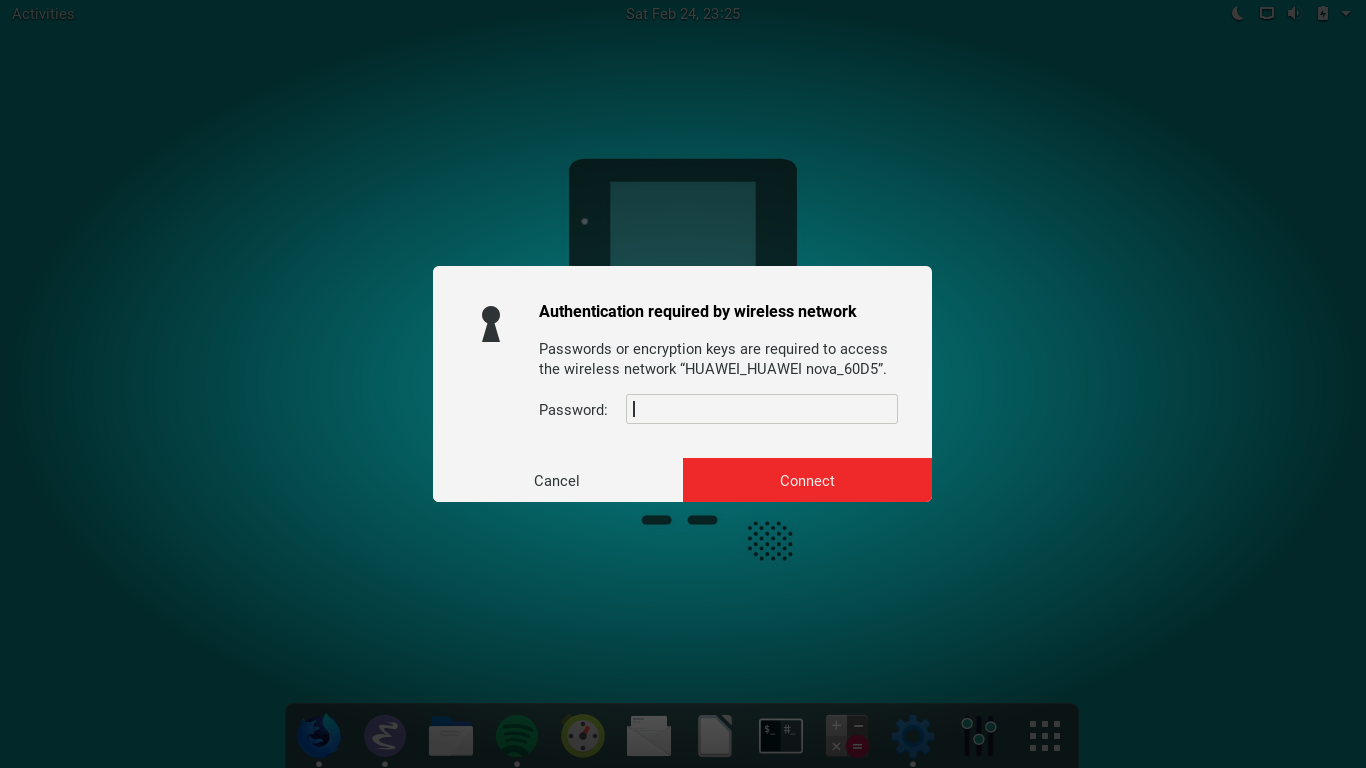 Activities
Sat Feb 24, 23:25
Authentication required by wireless network
Passwords or encryption keys are required to access
the wireless network “HUAWEI_HUAWEI nova_60D5”.
Password:
Cancel
Connect
$_ #_